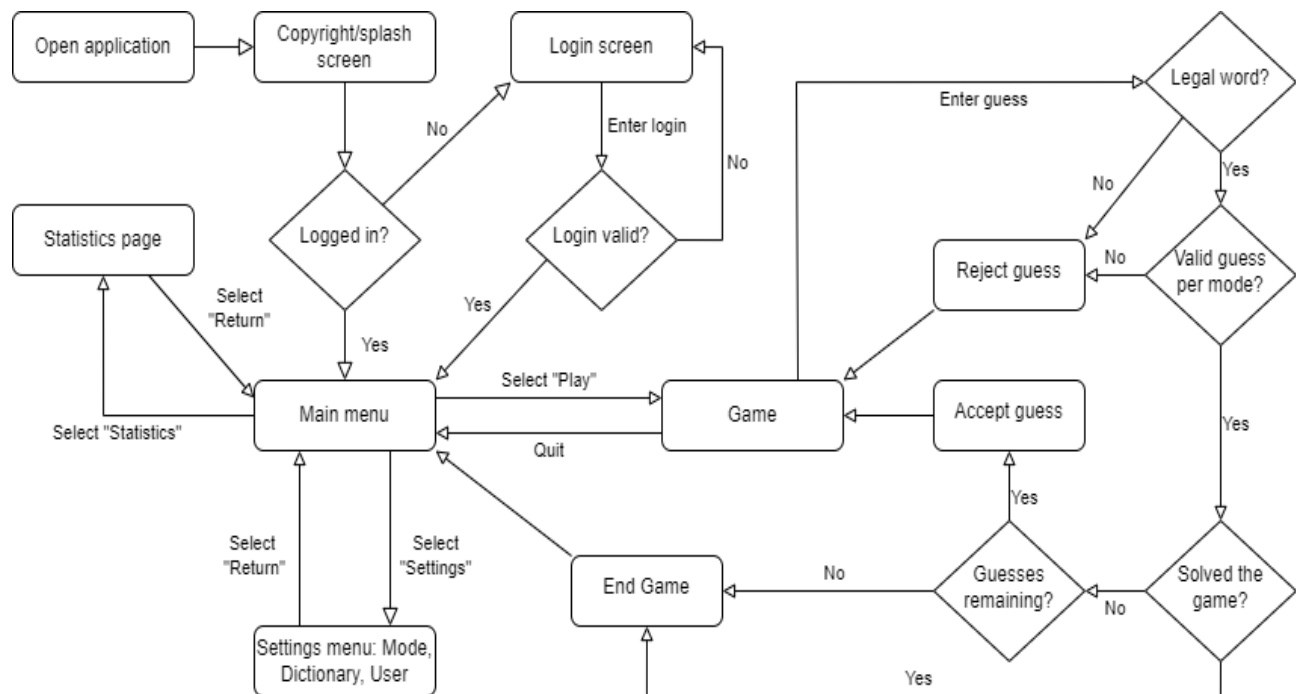 Open application
Copyright/splash
screen
Login screen
Legal word?
Enter guess
No
Enter login
No
Yes
No
Statistics page
Logged in?
Login valid?
Reject guess
No
Valid guess
per mode?
Select
"Return"
Yes
Yes
Select "Play"
Main menu
Game
Accept guess
Select "Statistics"
Quit
Yes
Yes
Select
"Return"
Select
"Settings"
End Game
No
Guesses
remaining?
No
Solved the
game?
Settings menu: Mode,
Dictionary, User
Yes